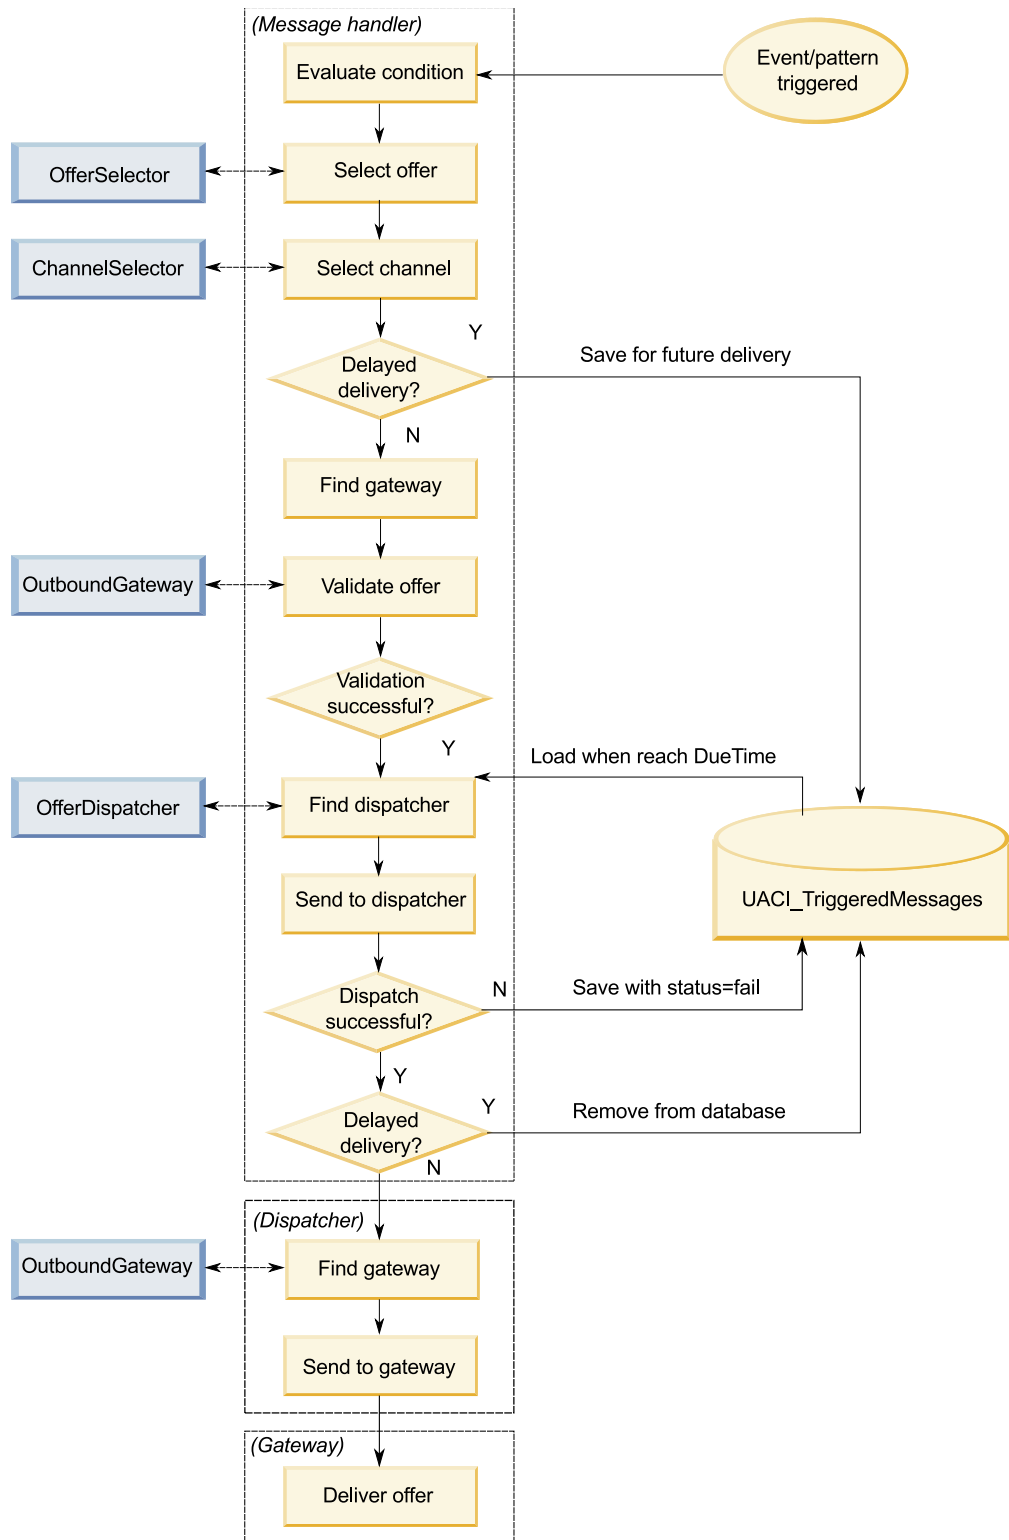 (Message handler)
Evaluate condition
Event/pattern
triggered
OfferSelector
Select offer
ChannelSelector
Select channel
Y
Save for future delivery
Delayed
delivery?
N
Find gateway
OutboundGateway
Validate offer
Validation
successful?
Y
Load when reach DueTime
OfferDispatcher
Find dispatcher
Send to dispatcher
UACI_TriggeredMessages
Dispatch
successful?
N
Save with status=fail
Y
Delayed
delivery?
Y
Remove from database
N
(Dispatcher)
OutboundGateway
Find gateway
Send to gateway
(Gateway)
Deliver offer